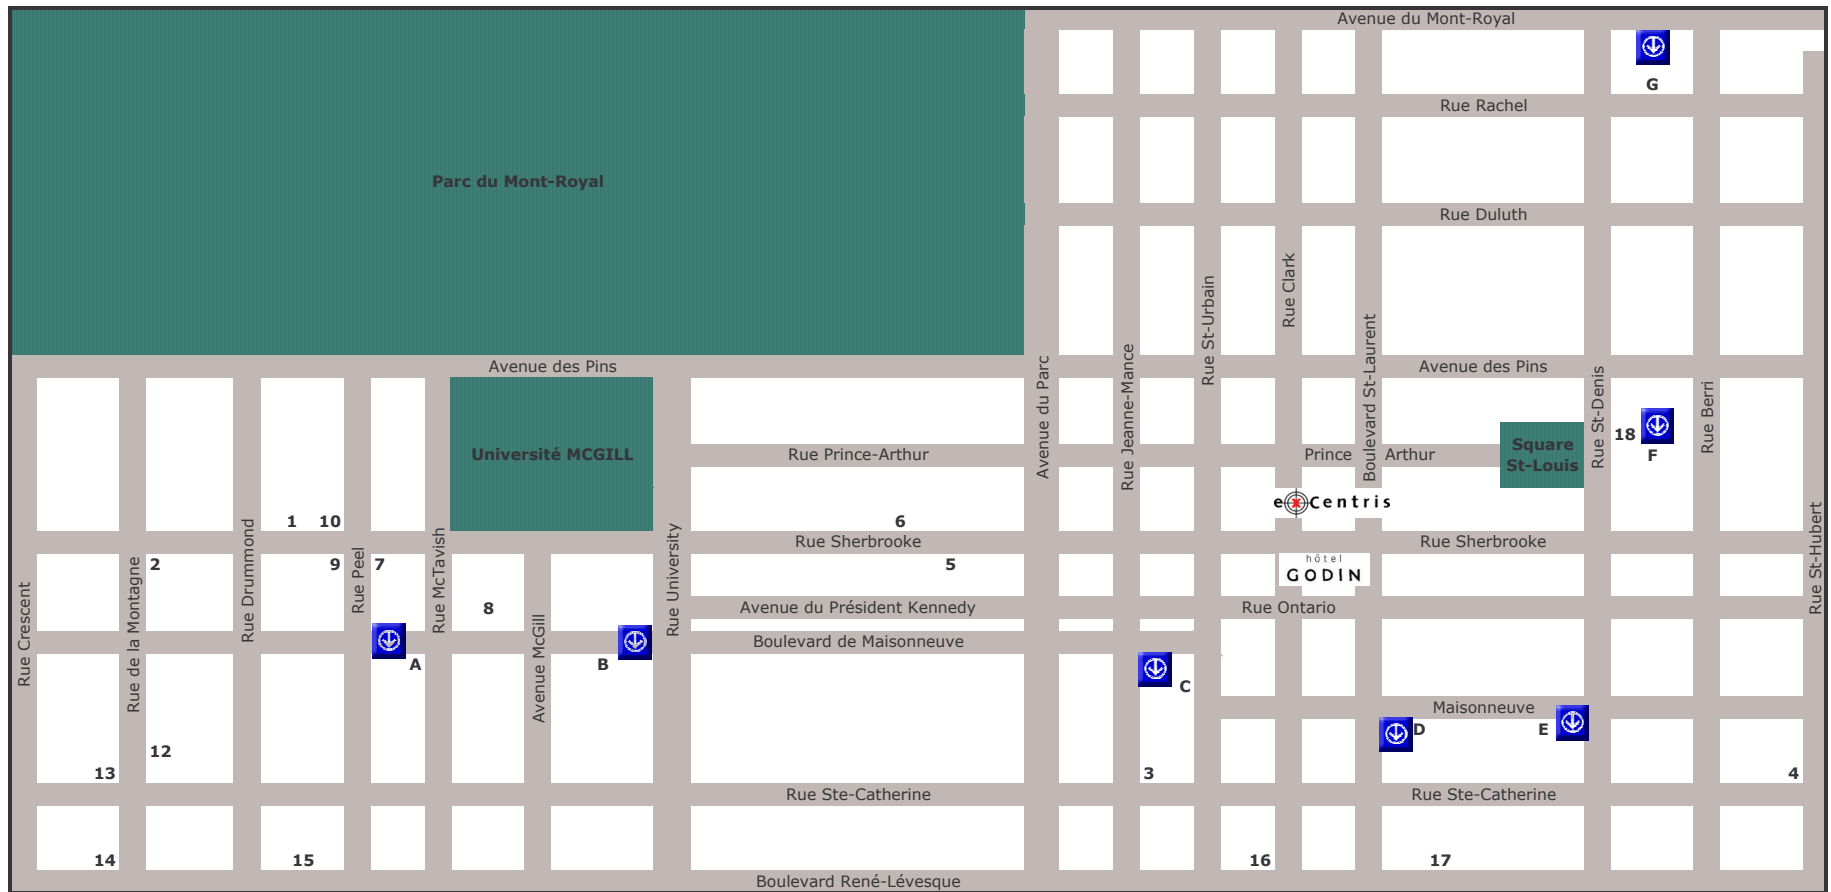 Avenue du Mont-Royal
G
Rue Rachel
Parc du Mont-Royal
Rue Duluth
Rue Clark
Rue St-Urbain
Boulevard St-Laurent
Rue Jeanne-Mance
Avenue du Parc
Avenue des Pins
Avenue des Pins
Rue St-Denis
Rue Berri
18
F
Square
St-Louis
Université MCGILL
Rue Prince-Arthur
Prince
Arthur
exCentris
1
10
6
Rue Sherbrooke
Rue Sherbrooke
Rue St-Hubert
Rue Drummond
Rue Peel
Rue McTavish
Rue University
hôtel
GODIN
2
9
7
5
Rue Crescent
Rue de la Montagne
8
Avenue du Président Kennedy
Rue Ontario
Boulevard de Maisonneuve
Avenue McGill
A
B
C
Maisonneuve
D
E
12
13
3
4
Rue Ste-Catherine
Rue Ste-Catherine
14
15
16
17
Boulevard René-Lévesque